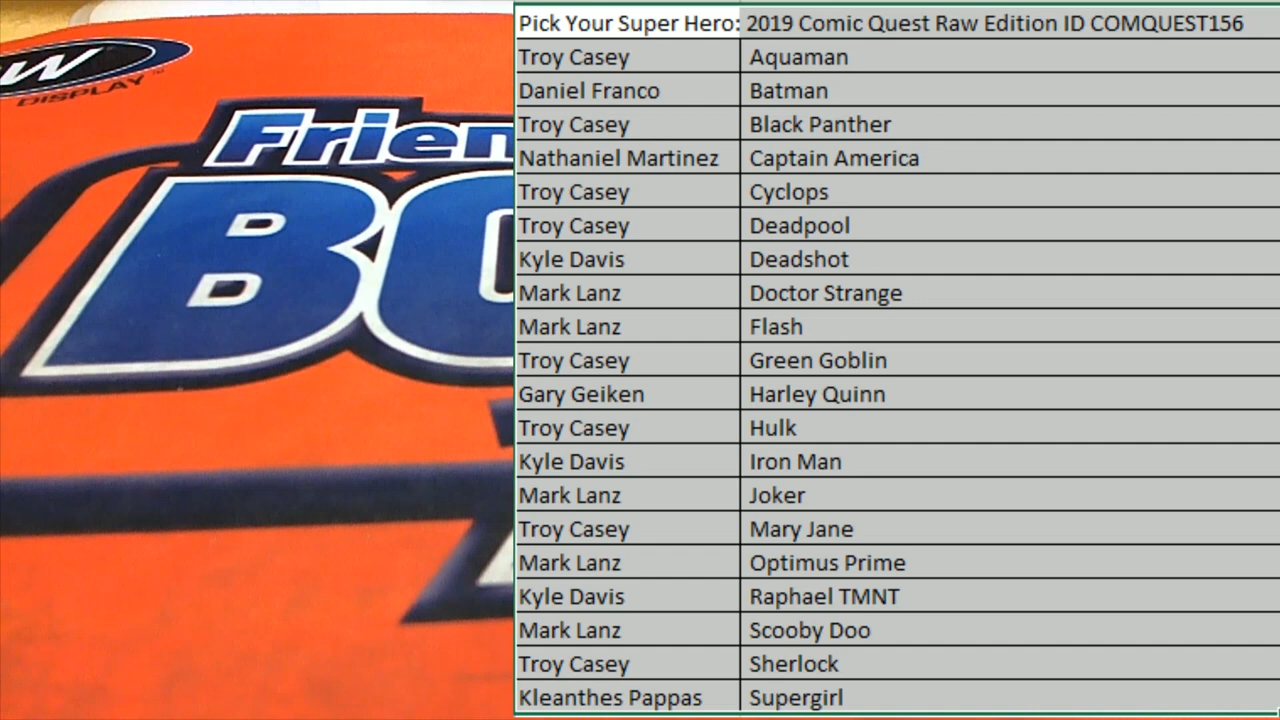 W
DISPLAY
Frien
BO
Pick Your Super Hero: 2019 Comic Quest Raw Edition ID COMQUEST156
Troy Casey Aquaman
Daniel Franco Batman
Troy Casey Black Panther
Nathaniel Martinez Captain America
Troy Casey Cyclops
Troy Casey Deadpool
Kyle Davis Deadshot
Mark Lanz Doctor Strange
Mark Lanz Flash
Troy Casey Green Goblin
Gary Geiken Harley Quinn
Troy Casey Hulk
Kyle Davis Iron Man
Mark Lanz Joker
Troy Casey Mary Jane
Mark Lanz Optimus Prime
Kyle Davis Raphael TMNT
Mark Lanz Scooby Doo
Troy Casey Sherlock
Kleanthes Pappas Supergirl